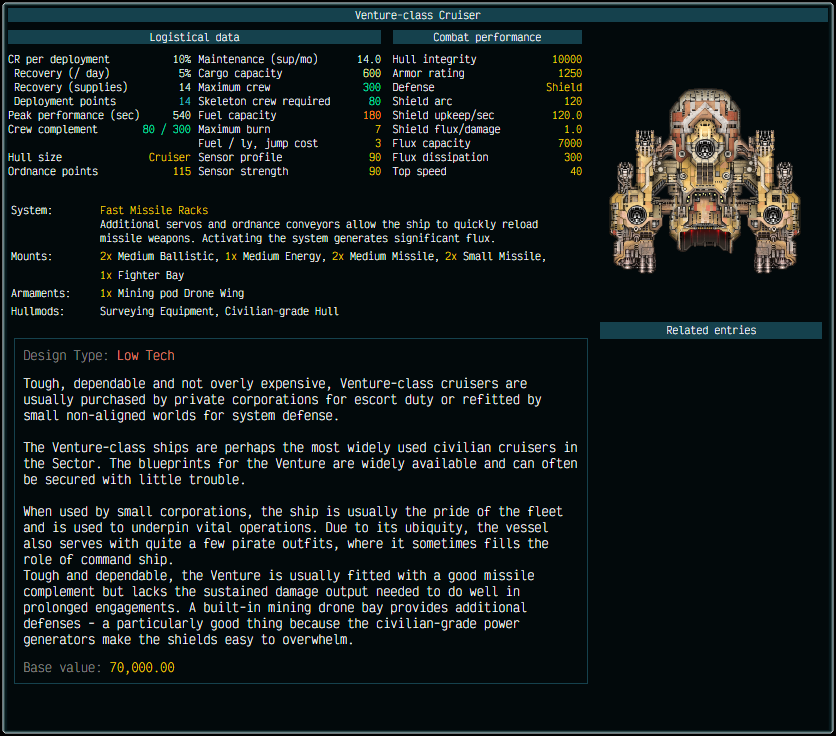 Venture-class Cruiser
Logistical data
Combat performance
CR per deployment 10% Maintenance (sup/mo) 14.0 Hull integrity 10000
Recovery (/ day) 5% Cargo capacity 600 Armor rating 1250
Recovery (supplies) 14 Maximum crew 300 Defense Shield
Deployment points 14 Skeleton crew required 80 Shield arc 120
Peak performance (sec) 540 Fuel capacity 180 Shield upkeep/sec 120.0
Crew complement 80 / 300 Maximum burn 7 Shield flux/damage 1.0
Fuel / ly, jump cost 3 Flux capacity 7000
Hull size Cruiser Sensor profile 90 Flux dissipation 300
Ordnance points 115 Sensor strength 90 Top speed 40
System: Fast Missile Racks
Additional servos and ordnance conveyors allow the ship to quickly reload
missile weapons. Activating the system generates significant flux.
Mounts: 2x Medium Ballistic, 1x Medium Energy, 2x Medium Missile, 2x Small Missile,
1x Fighter Bay
Armaments: 1x Mining pod Drone Wing
Hullmods: Surveying Equipment, Civilian-grade Hull
Related entries
Design Type: Low Tech
Tough, dependable and not overly expensive, Venture-class cruisers are
usually purchased by private corporations for escort duty or refitted by
small non-aligned worlds for system defense.
The Venture-class ships are perhaps the most widely used civilian cruisers in
the Sector. The blueprints for the Venture are widely available and can often
be secured with little trouble.
When used by small corporations, the ship is usually the pride of the fleet
and is used to underpin vital operations. Due to its ubiquity, the vessel
also serves with quite a few pirate outfits, where it sometimes fills the
role of command ship.
Tough and dependable, the Venture is usually fitted with a good missile
complement but lacks the sustained damage output needed to do well in
prolonged engagements. A built-in mining drone bay provides additional
defenses - a particularly good thing because the civilian-grade power
generators make the shields easy to overwhelm.
Base value: 70,000.00